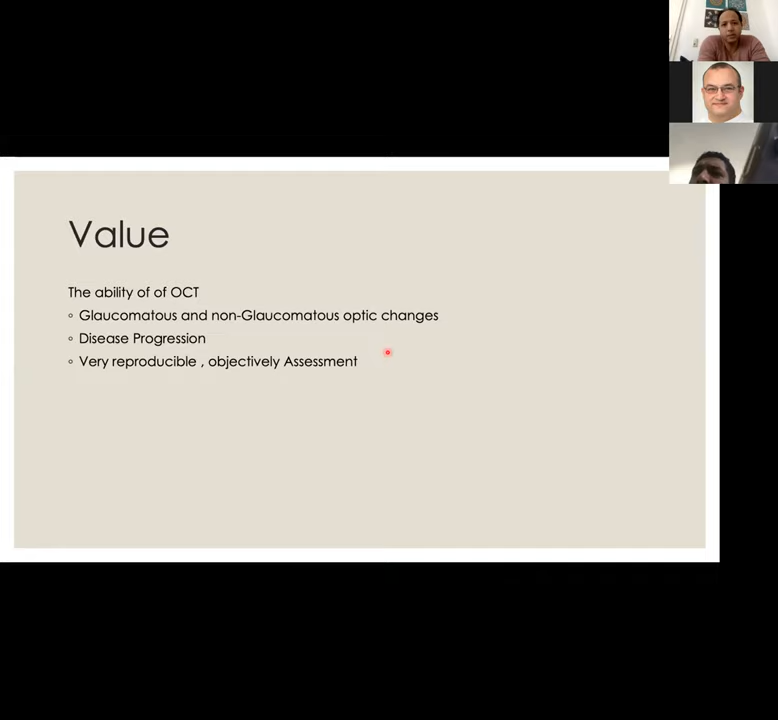 Value
The ability of of OCT
◦ Glaucomatous and non-Glaucomatous optic changes
◦ Disease Progression
◦ Very reproducible , objectively Assessment